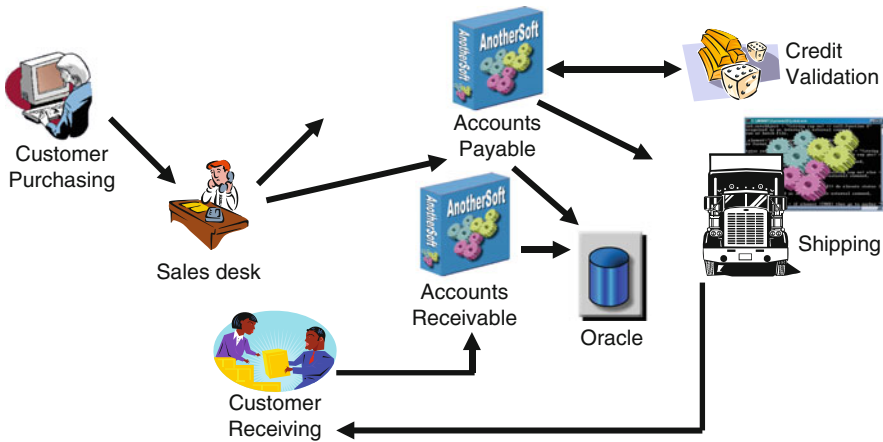 AnotherSoft
AnotherSoft
Accounts
Payable
Credit
Validation
Customer
Purchasing
Sales desk
AnotherSoft
AnotherSoft
Accounts
Receivable
Oracle
Shipping
Customer
Receiving